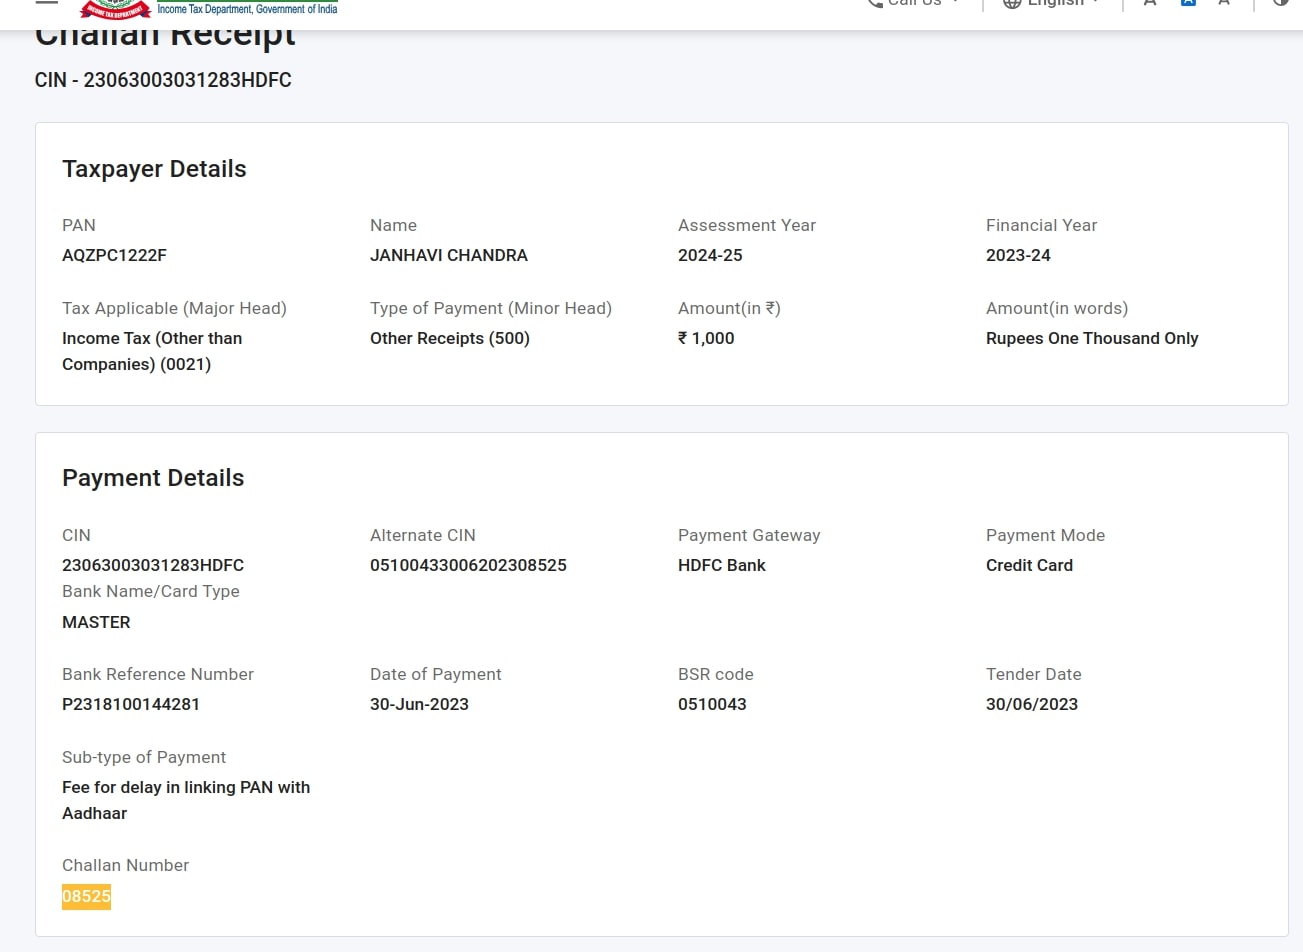 INCOME TAX DEPARTMENT
Income Tax Department, Government of India
Call Us
English
A
A
A
Challan Receipt
CIN - 23063003031283HDFC
Taxpayer Details
PAN
AQZPC1222F
Name
JANHAVI CHANDRA
Assessment Year
2024-25
Financial Year
2023-24
Tax Applicable (Major Head)
Income Tax (Other than
Companies) (0021)
Type of Payment (Minor Head)
Other Receipts (500)
Amount(in ₹)
₹ 1,000
Amount(in words)
Rupees One Thousand Only
Payment Details
CIN
23063003031283HDFC
Alternate CIN
05100433006202308525
Payment Gateway
HDFC Bank
Payment Mode
Credit Card
Bank Name/Card Type
MASTER
Bank Reference Number
P2318100144281
Date of Payment
30-Jun-2023
BSR code
0510043
Tender Date
30/06/2023
Sub-type of Payment
Fee for delay in linking PAN with
Aadhaar
Challan Number
08525